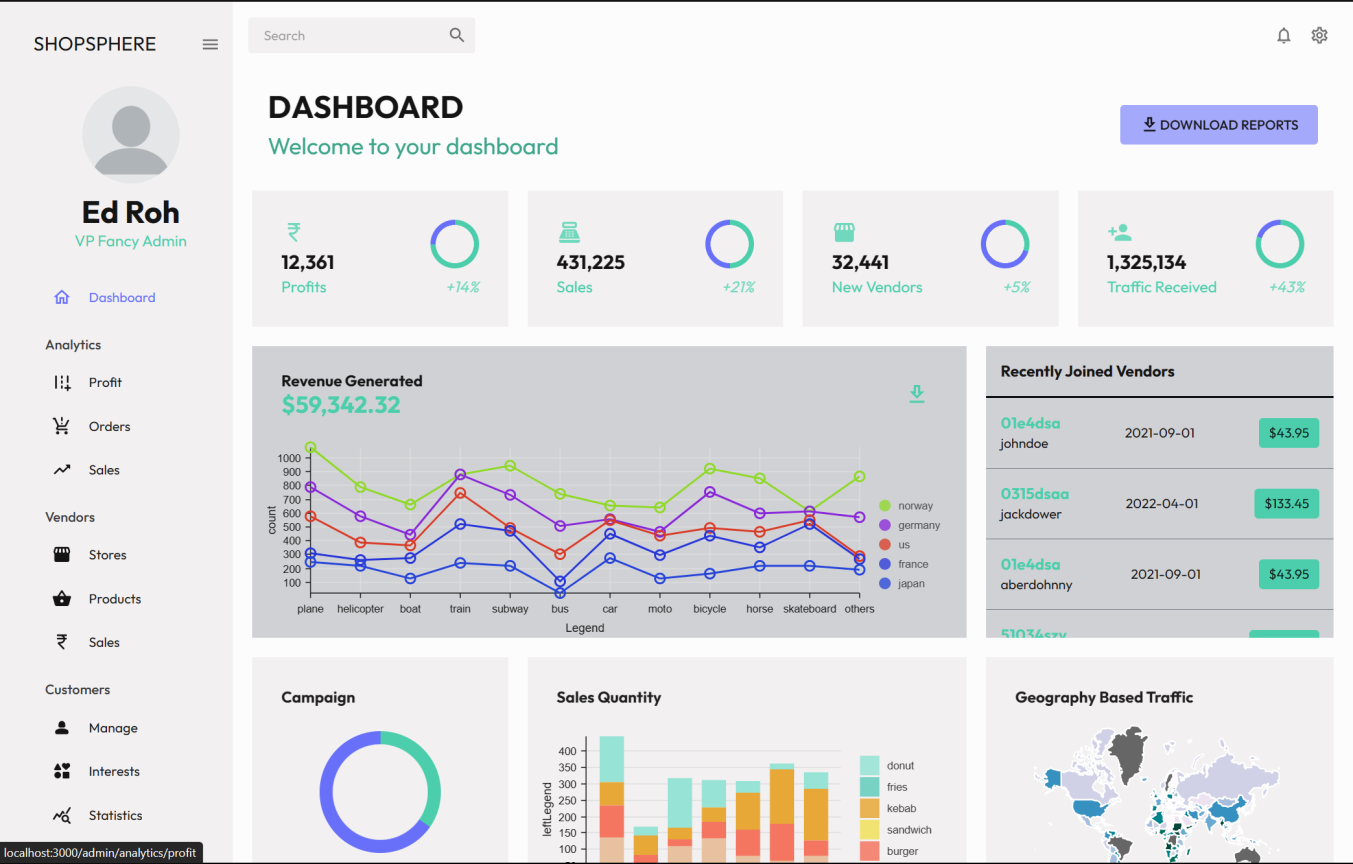 SHOPSPHERE
Search
Ed Roh
VP Fancy Admin
Dashboard
Analytics
Profit
Orders
Sales
Vendors
Stores
Products
Sales
Customers
Manage
Interests
Statistics
localhost:3000/admin/analytics/profit
DASHBOARD
Welcome to your dashboard
DOWNLOAD REPORTS
₹
12,361
Profits
+14%
431,225
Sales
+21%
32,441
New Vendors
+5%
1,325,134
Traffic Received
+43%
Revenue Generated
$59,342.32
count
1000
900
800
700
600
500
400
300
200
100
plane helicopter boat train subway bus car moto bicycle horse skateboard others
Legend
norway
germany
us
france
japan
Recently Joined Vendors
01e4dsa
johndoe
2021-09-01
$43.95
0315dsaa
jackdower
2022-04-01
$133.45
01e4dsa
aberdohnny
2021-09-01
$43.95
51034szv
Campaign
Sales Quantity
leftLegend
400
350
300
250
200
150
100
donut
fries
kebab
sandwich
burger
Geography Based Traffic